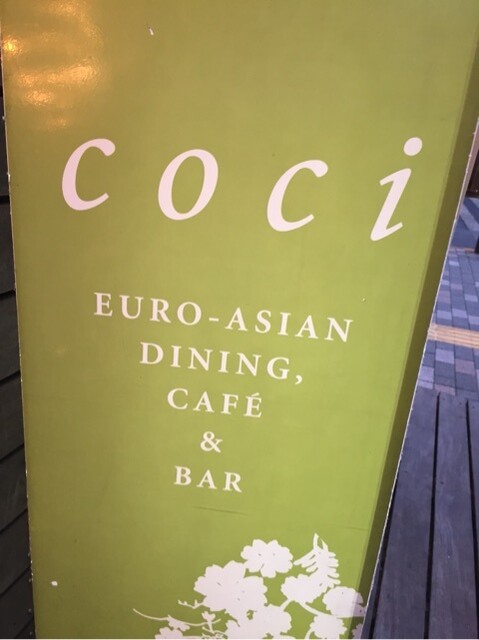 coci
EURO-ASIAN
DINING,
CAFÉ
&
BAR